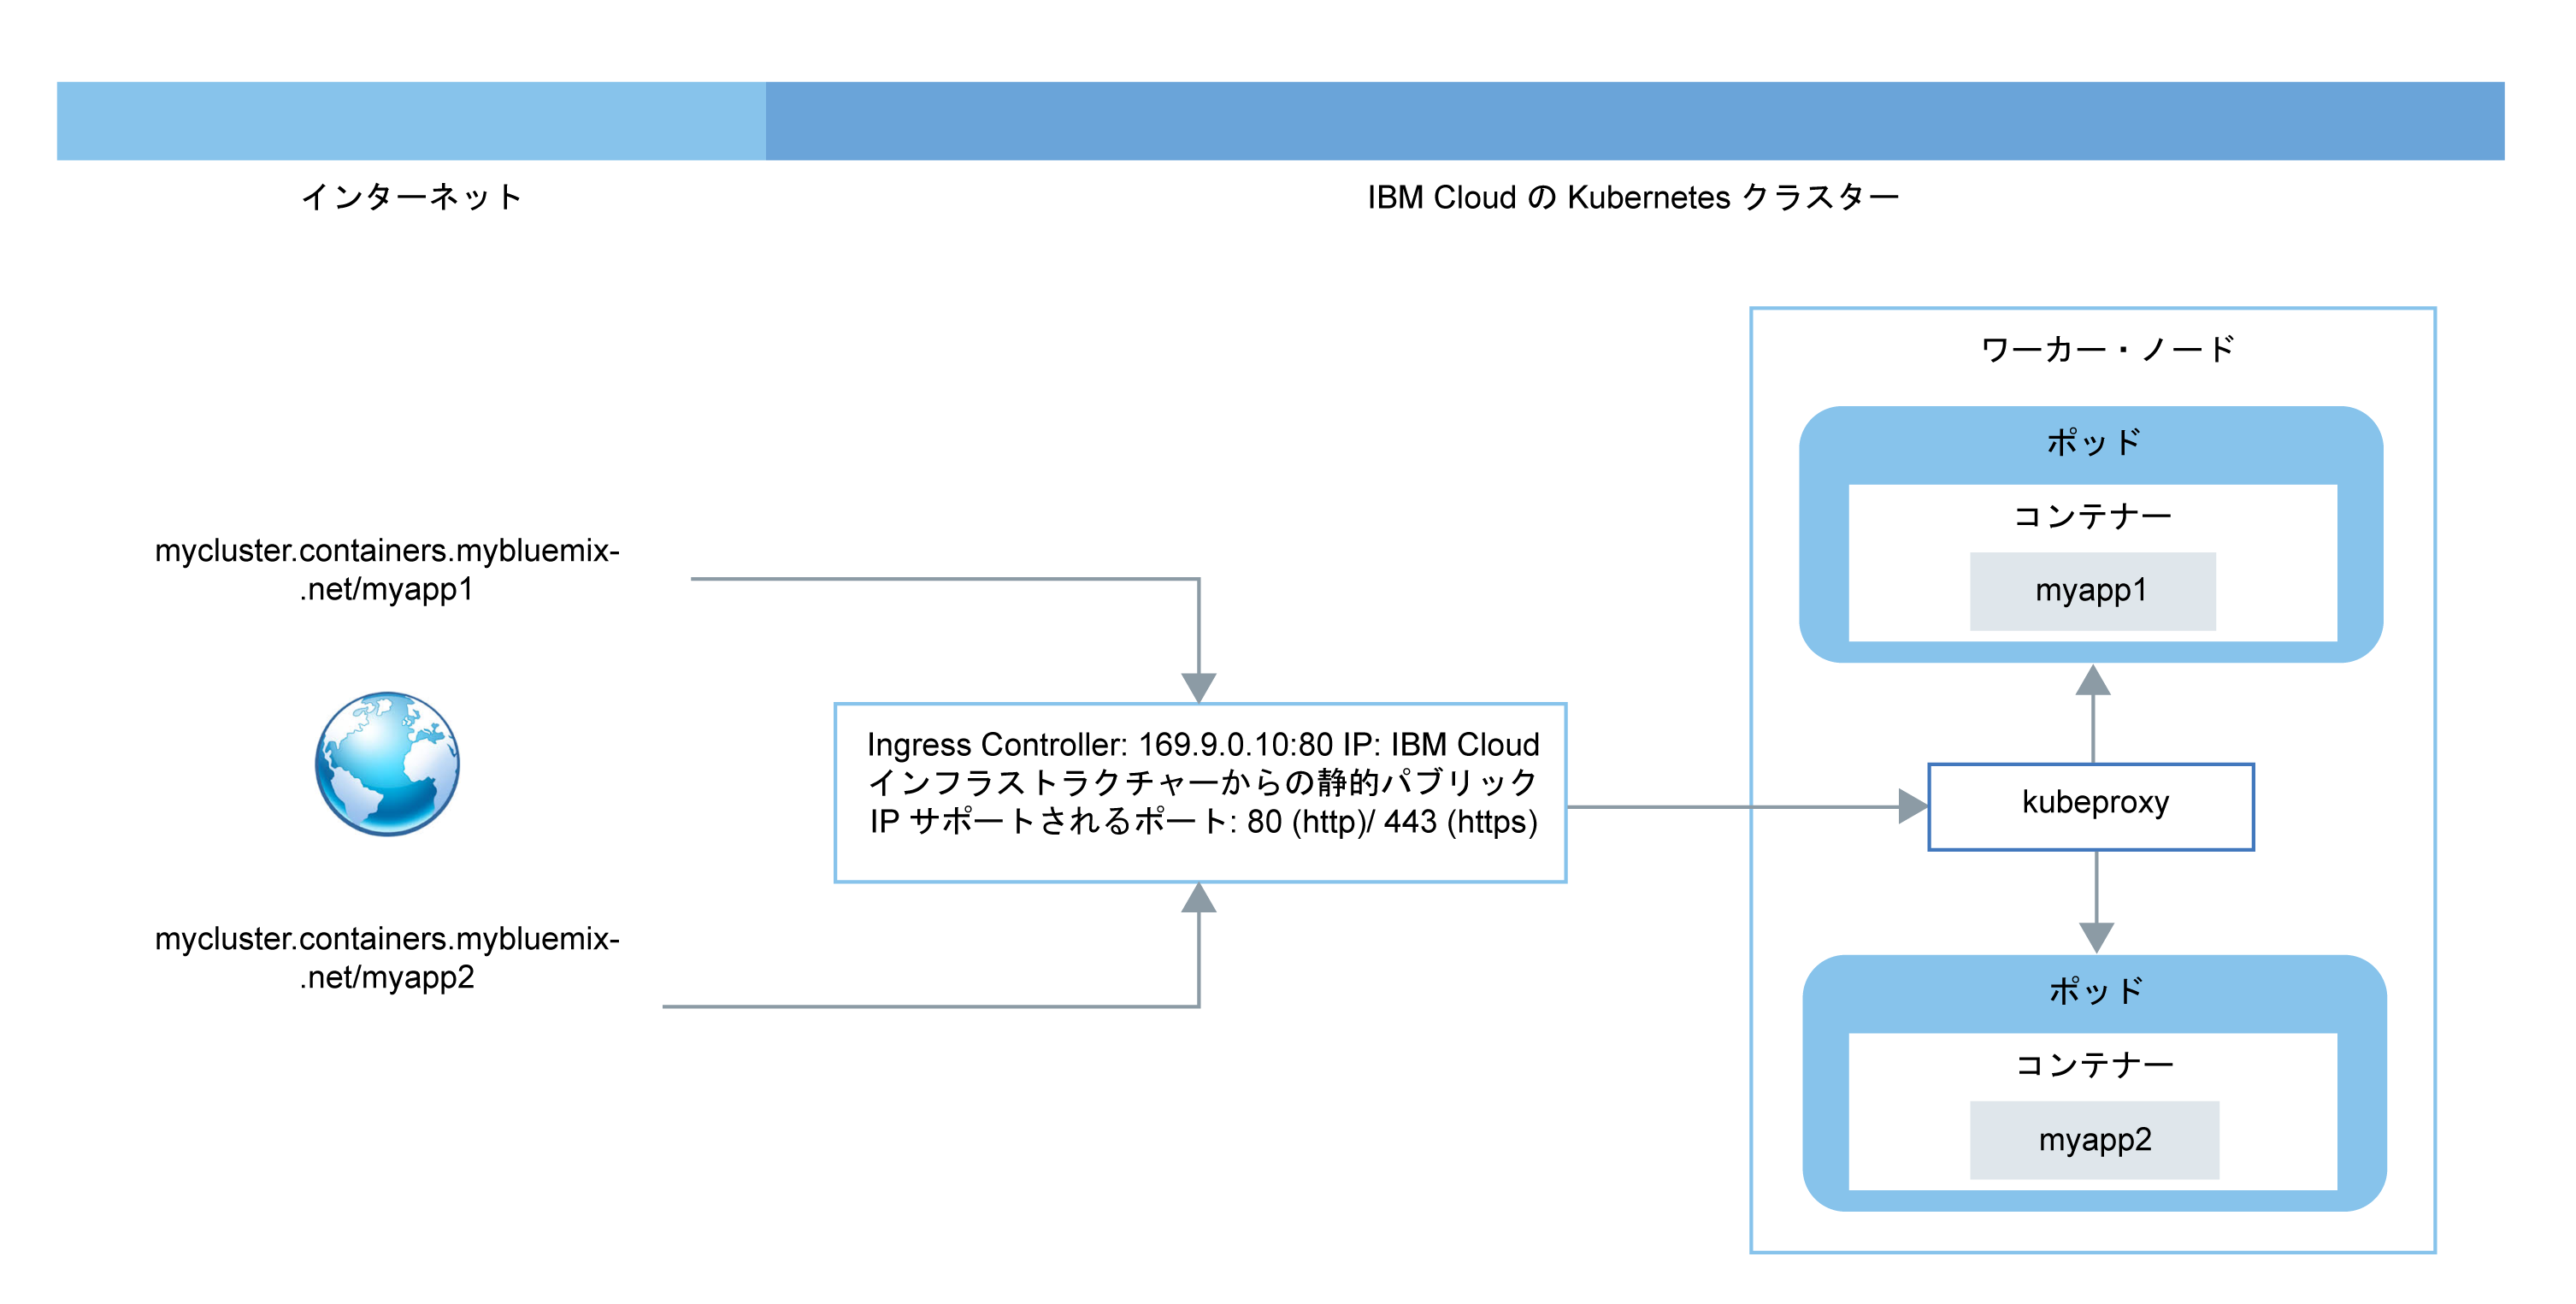 インターネット
IBM Cloud の Kubernetes クラスター
mycluster.containers.mybluemix-
.net/myapp1
mycluster.containers.mybluemix-
.net/myapp2
Ingress Controller: 169.9.0.10:80 IP: IBM Cloud
インフラストラクチャーからの静的パブリック
IP サポートされるポート: 80 (http)/ 443 (https)
ワーカー・ノード
ポッド
コンテナー
myapp1
kubeproxy
ポッド
コンテナー
myapp2